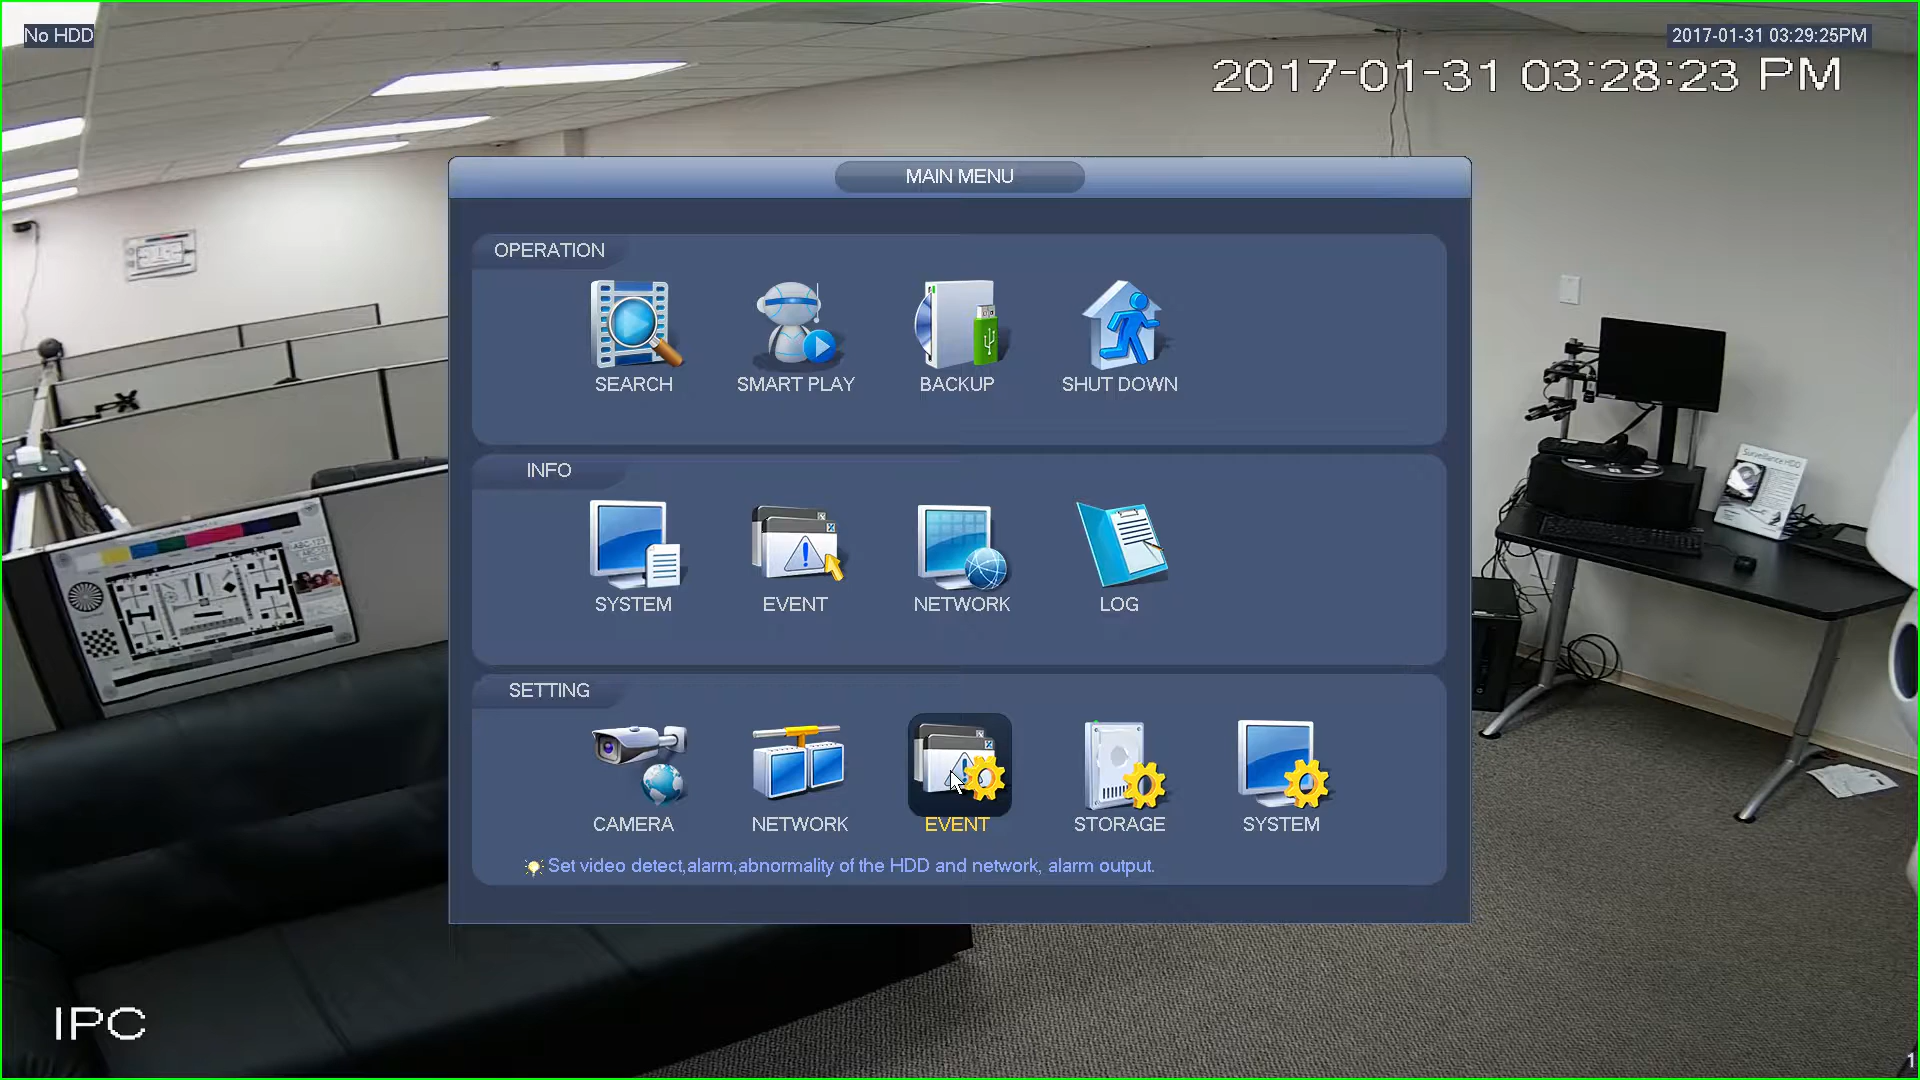 No HDD
2017-01-31 03:29:25PM
2017-01-31 03:28:23 PM
MAIN MENU
OPERATION
SEARCH
SMART PLAY
BACKUP
SHUT DOWN
INFO
SYSTEM
EVENT
NETWORK
LOG
SETTING
CAMERA
NETWORK
EVENT
STORAGE
SYSTEM
Set video detect,alarm,abnormality of the HDD and network, alarm output.
Surveillance HDD
IPC
1